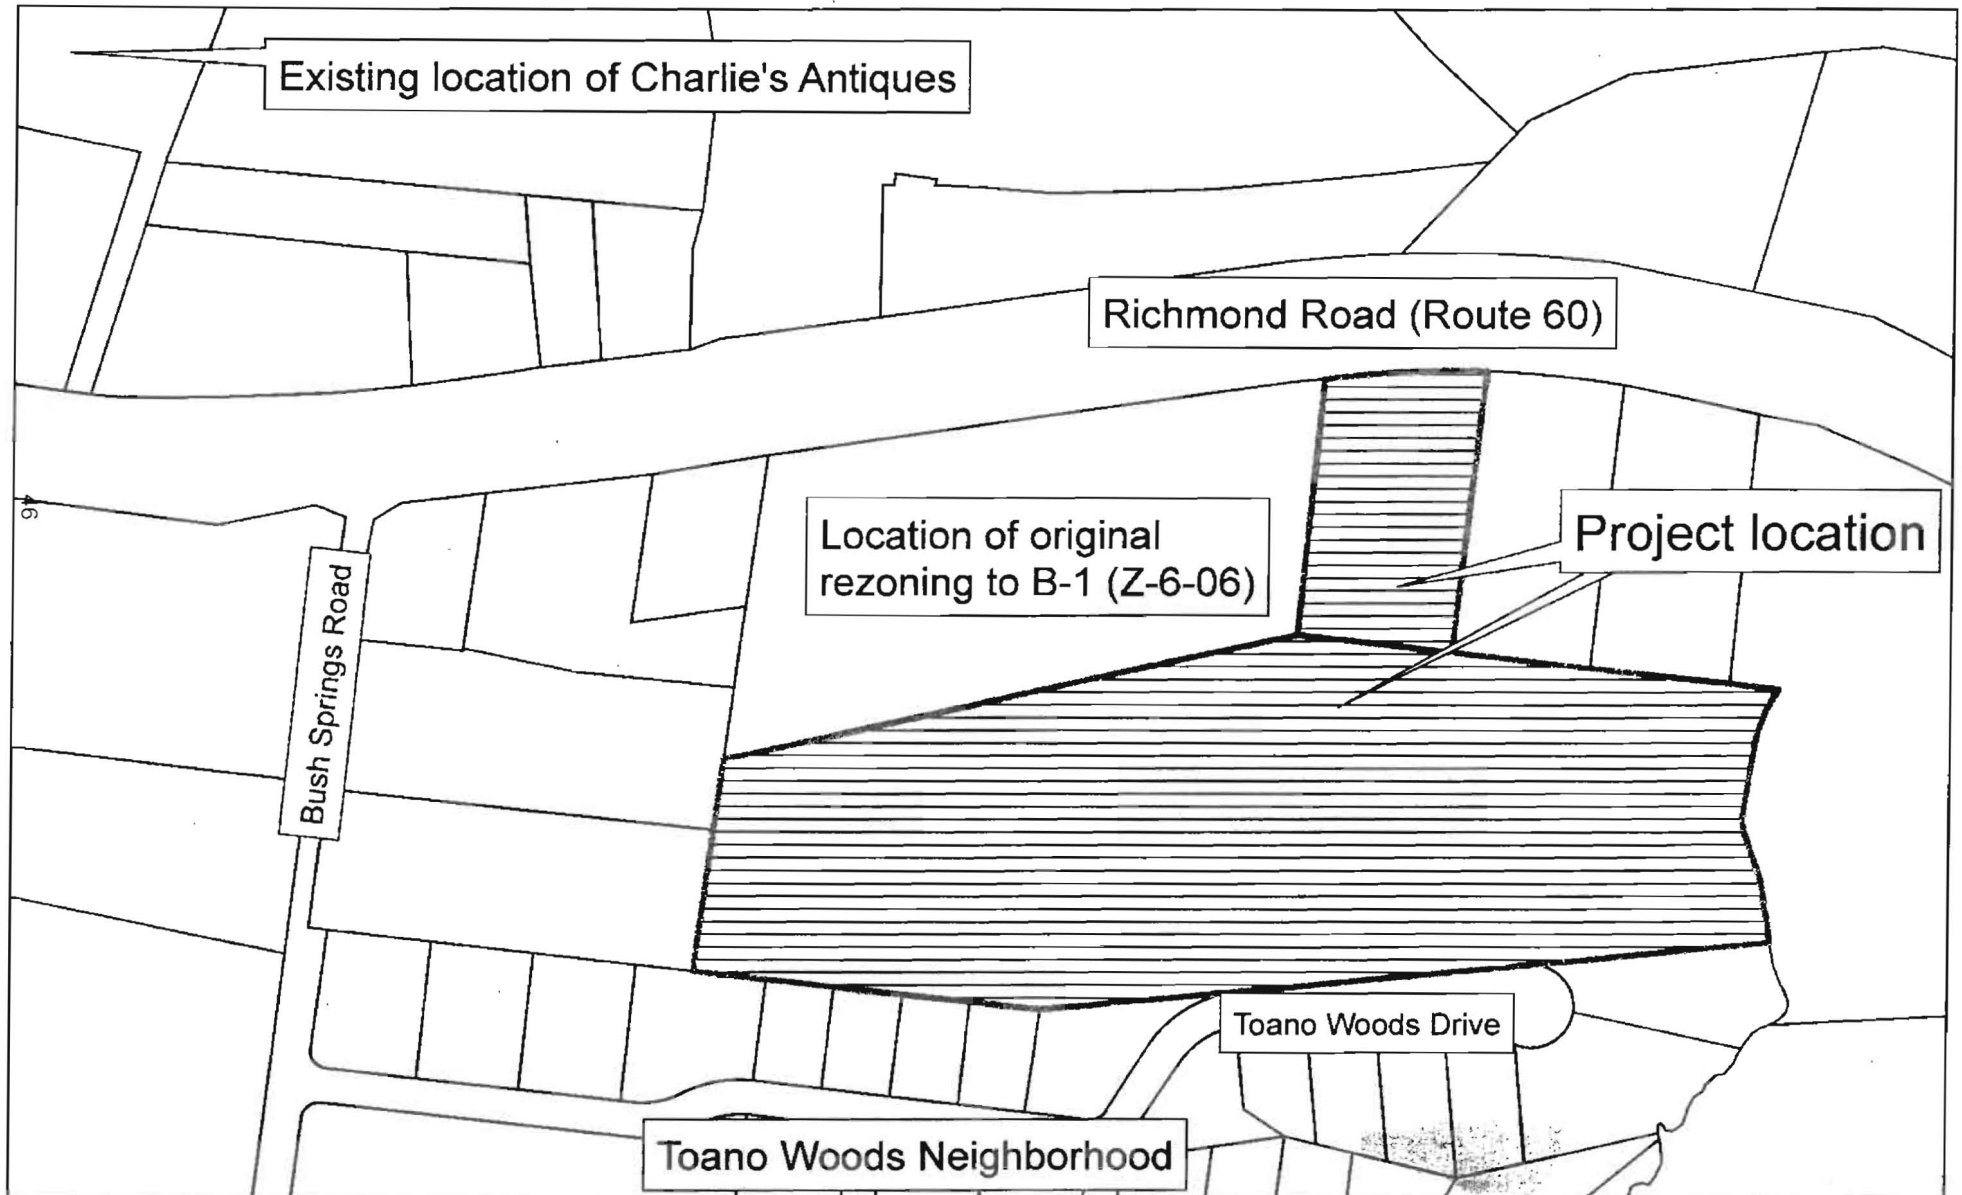 Existing location of Charlie's Antiques
Richmond Road (Route 60)
Location of original
rezoning to B-1 (Z-6-06)
Project location
Bush Springs Road
Toano Woods Drive
Toano Woods Neighborhood